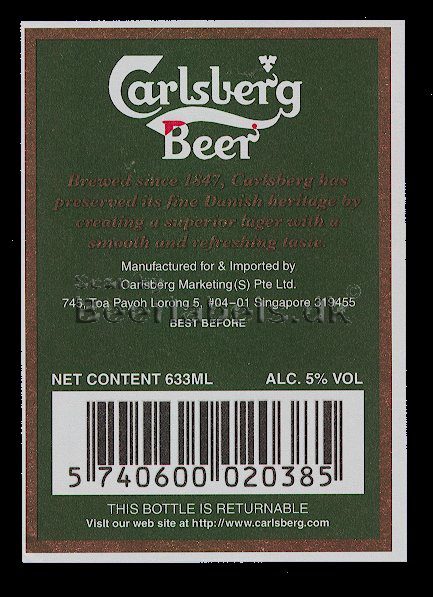 Carlsberg
Beer
Brewed since 1847, Carlsberg has
preserved its fine Danish heritage by
creating a superior lager with a
smooth and refreshing taste.
Manufactured for & Imported by
Carlsberg Marketing(S) Pte Ltd.
Toa Payoh Lorong 5, #04-01 Singapore 319455
Beerlabels.dk
BEST BEFORE
NET CONTENT 633ML ALC. 5% VOL
5 740600 020385
THIS BOTTLE IS RETURNABLE
Visit our web site at http://www.carlsberg.com